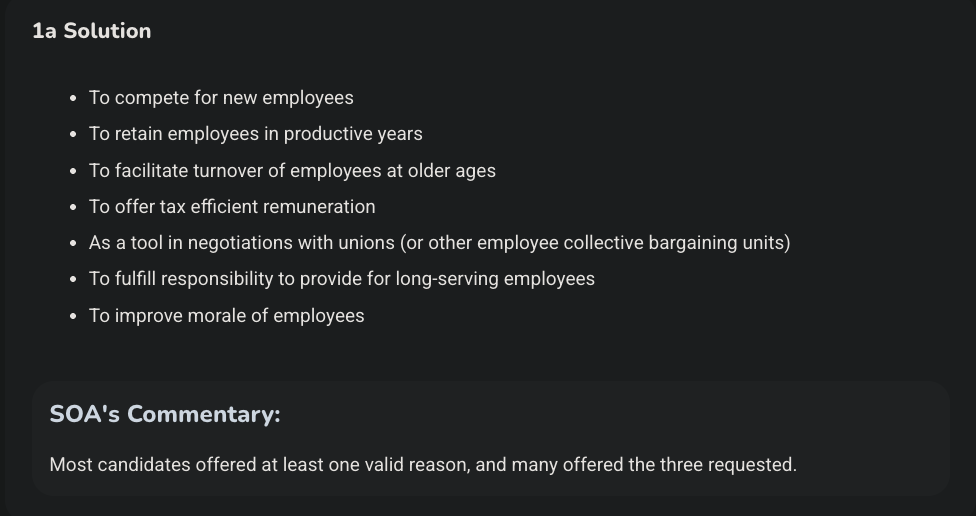 1a Solution
• To compete for new employees
• To retain employees in productive years
• To facilitate turnover of employees at older ages
• To offer tax efficient remuneration
• As a tool in negotiations with unions (or other employee collective bargaining units)
• To fulfill responsibility to provide for long-serving employees
• To improve morale of employees
SOA's Commentary:
Most candidates offered at least one valid reason, and many offered the three requested.